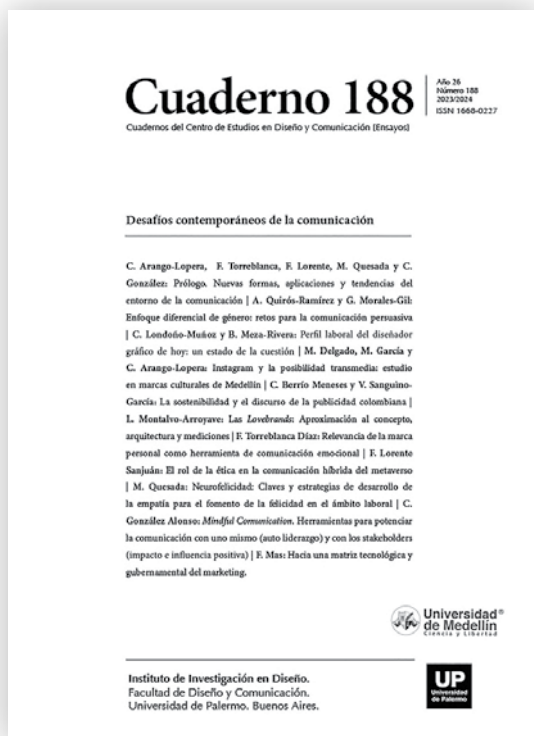 Cuaderno 188
Año 26
Número 188
2023/2024
ISSN 1668-0227
Cuadernos del Centro de Estudios en Diseño y Comunicación [Ensayos]
Desafíos contemporáneos de la comunicación
C. Arango-Lopera, F. Torreblanca, F. Lorente, M. Quesada y C.
González: Prólogo. Nuevas formas, aplicaciones y tendencias del
entorno de la comunicación | A. Quirós-Ramírez y G. Morales-Gil:
Enfoque diferencial de género: retos para la comunicación persuasiva
| C. Londoño-Muñoz y B. Meza-Rivera: Perfil laboral del diseñador
gráfico de hoy: un estado de la cuestión | M. Delgado, M. García y
C. Arango-Lopera: Instagram y la posibilidad transmedia: estudio
en marcas culturales de Medellín | C. Berrío Meneses y V. Sanguino-
García: La sostenibilidad y el discurso de la publicidad colombiana |
L. Montalvo-Arroyave: Las Lovebrands: Aproximación al concepto,
arquitectura y mediciones | F. Torreblanca Díaz: Relevancia de la marca
personal como herramienta de comunicación emocional | F. Lorente
Sanjuán: El rol de la ética en la comunicación híbrida del metaverso
| M. Quesada: Neurofelicidad: Claves y estrategias de desarrollo de
la empatía para el fomento de la felicidad en el ámbito laboral | C.
González Alonso: Mindful Comunication. Herramientas para potenciar
la comunicación con uno mismo (auto liderazgo) y con los stakeholders
(impacto e influencia positiva) | F. Mas: Hacia una matriz tecnológica y
gubernamental del marketing.
Universidad®
de Medellín
Ciencia y Libertad
Instituto de Investigación en Diseño.
Facultad de Diseño y Comunicación.
Universidad de Palermo. Buenos Aires.
UP
Universidad
de Palermo